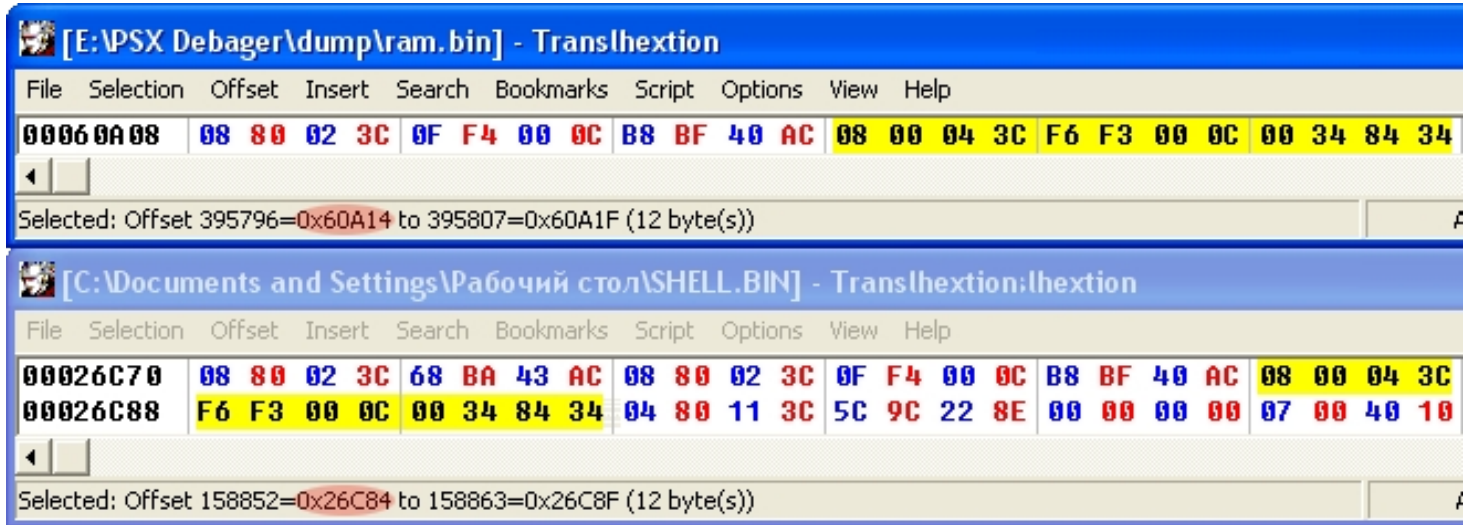 [E:\PSX Debager\dump\ram.bin] - Translhextion
File Selection Offset Insert Search Bookmarks Script Options View Help
00060A08 08 80 02 3C 0F F4 00 0C B8 BF 40 AC 08 00 04 3C F6 F3 00 0C 00 34 84 34
Selected: Offset 395796=0x60A14 to 395807=0x60A1F (12 byte(s))
[C:\Documents and Settings\Рабочий стол\SHELL.BIN] - Translhextion;lhextion
File Selection Offset Insert Search Bookmarks Script Options View Help
00026C70 08 80 02 3C 68 BA 43 AC 08 80 02 3C 0F F4 00 0C B8 BF 40 AC 08 00 04 3C
00026C88 F6 F3 00 0C 00 34 84 34 04 80 11 3C 5C 9C 22 8E 00 00 00 00 07 00 40 10
Selected: Offset 158852=0x26C84 to 158863=0x26C8F (12 byte(s))